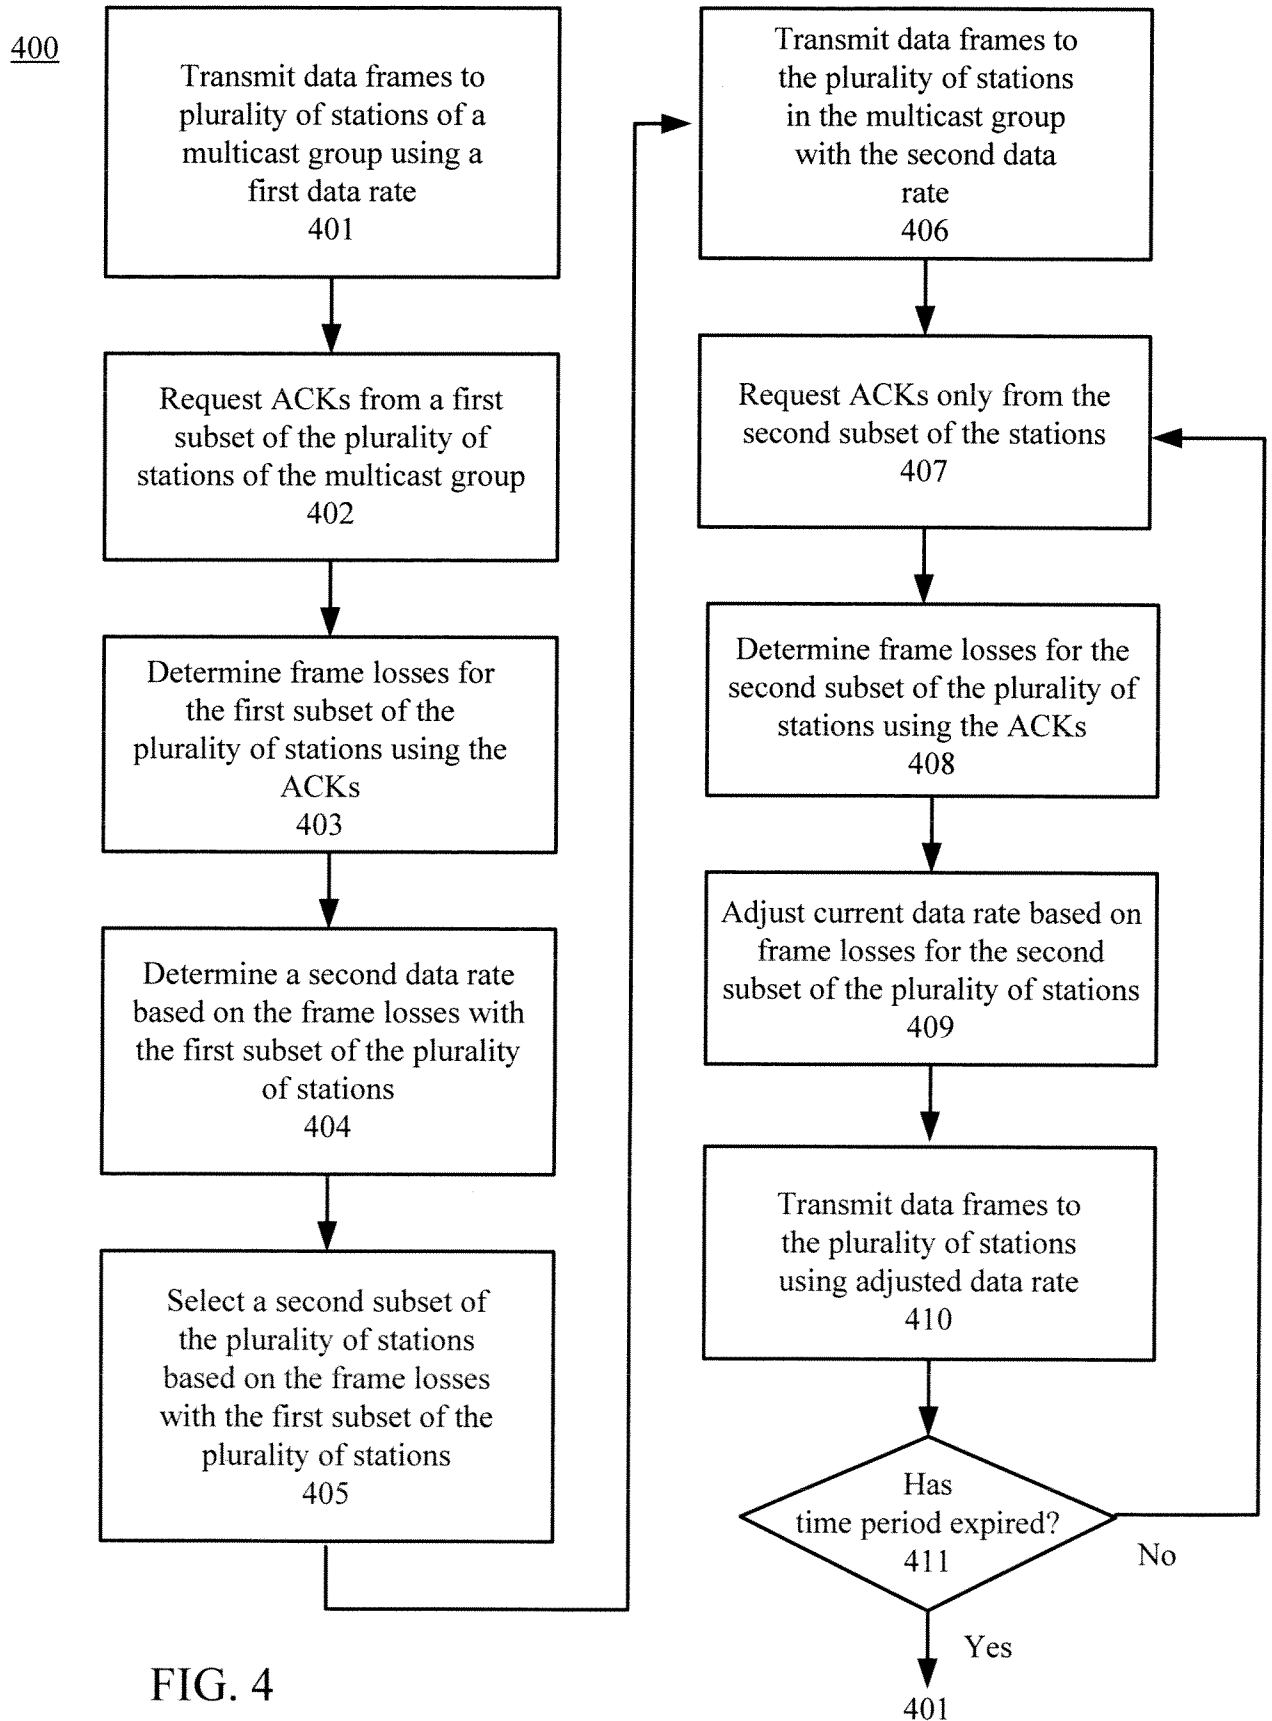 400
Transmit data frames to
plurality of stations of a
multicast group using a
first data rate
401
Request ACKs from a first
subset of the plurality of
stations of the multicast group
402
Determine frame losses for
the first subset of the
plurality of stations using the
ACKs
403
Determine a second data rate
based on the frame losses with
the first subset of the plurality
of stations
404
Select a second subset of
the plurality of stations
based on the frame losses
with the first subset of the
plurality of stations
405
Transmit data frames to
the plurality of stations
in the multicast group
with the second data
rate
406
Request ACKs only from the
second subset of the stations
407
Determine frame losses for the
second subset of the plurality of
stations using the ACKs
408
Adjust current data rate based on
frame losses for the second
subset of the plurality of stations
409
Transmit data frames to
the plurality of stations
using adjusted data rate
410
Has
time period expired?
411
No
Yes
401
FIG. 4